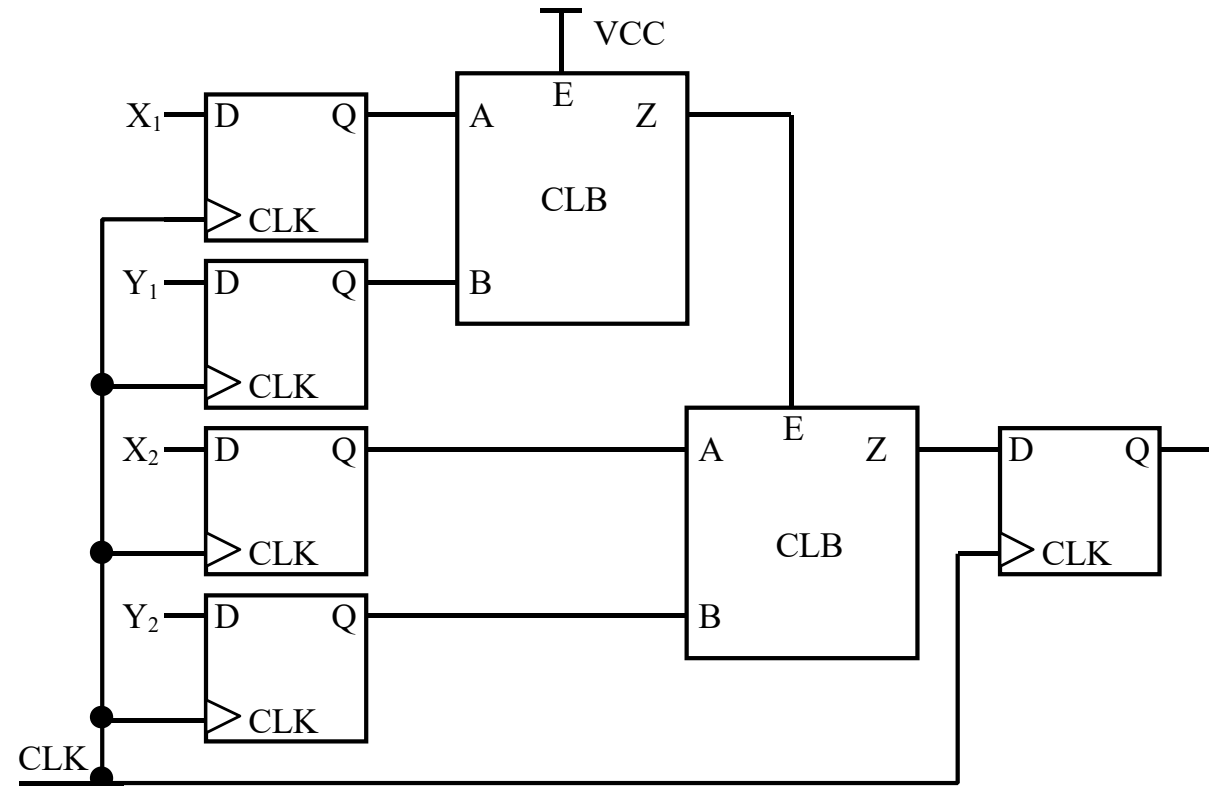 VCC
E
X₁ D Q A Z
CLB
CLK
Y₁ D Q B
CLK
E
X₂ D Q A Z D Q
CLB
CLK CLK
Y₂ D Q B
CLK
CLK